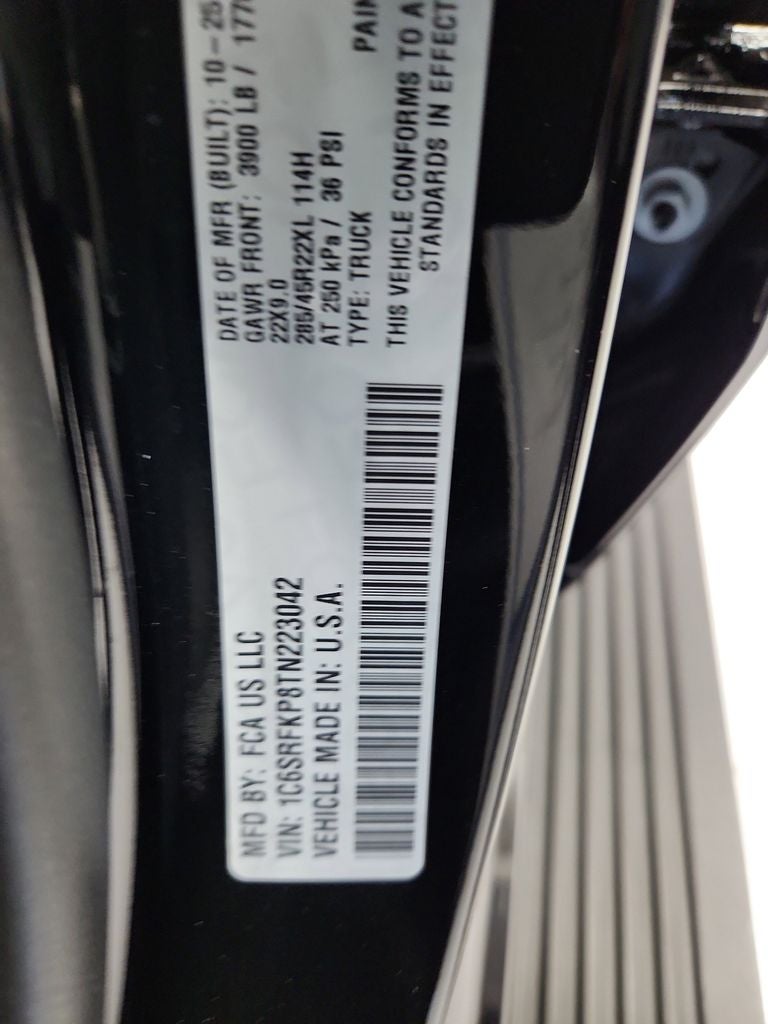 MFD BY: FCA US LLC
VIN: 1C6SRFKP8TN223042
VEHICLE MADE IN: U.S.A.
DATE OF MFR (BUILT): 10-25
GAWR FRONT: 3900 LB / 177
22X9.0
285/45R22XL 114H
AT 250 kPa / 36 PSI
TYPE: TRUCK
PAIN
THIS VEHICLE CONFORMS TO A
STANDARDS IN EFFECT